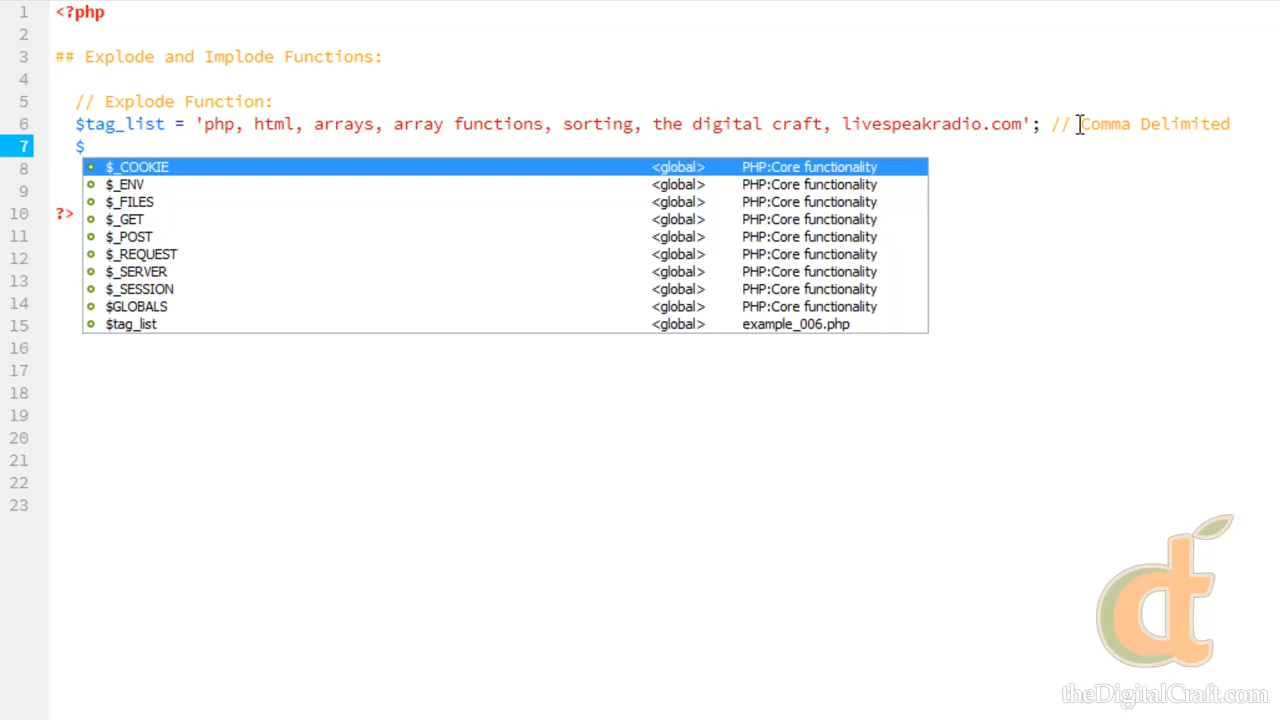 1 <?php
2
3 ## Explode and Implode Functions:
4
5 // Explode Function:
6 $tag_list = 'php, html, arrays, array functions, sorting, the digital craft, livespeakradio.com'; // Comma Delimited
7 $
8 $_COOKIE <global> PHP:Core functionality
$_ENV <global> PHP:Core functionality
9 $_FILES <global> PHP:Core functionality
10 ?> $_GET <global> PHP:Core functionality
11 $_POST <global> PHP:Core functionality
12 $_REQUEST <global> PHP:Core functionality
13 $_SERVER <global> PHP:Core functionality
$_SESSION <global> PHP:Core functionality
14 $GLOBALS <global> PHP:Core functionality
15 $tag_list <global> example_006.php
16
17
18
19
20
21
22
23
dt
theDigitalCraft.com